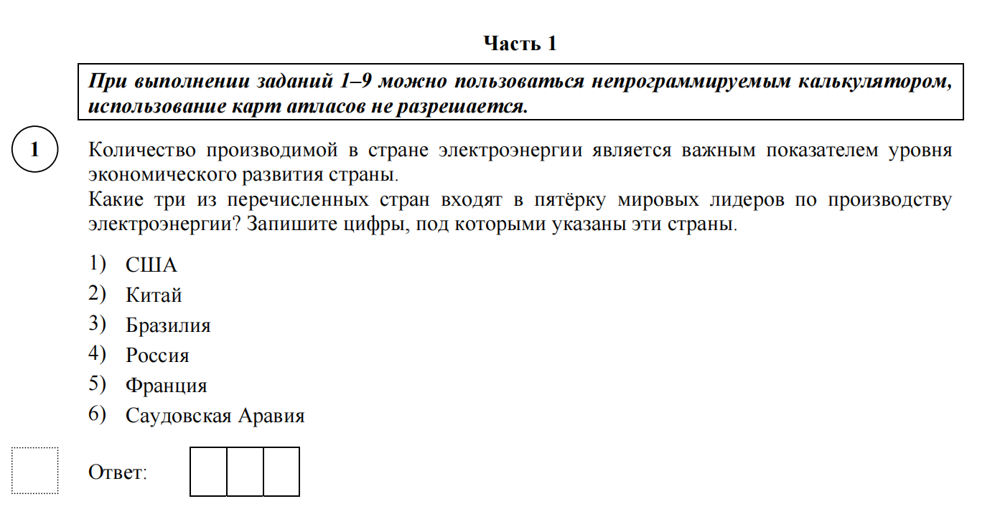 Часть 1
При выполнении заданий 1–9 можно пользоваться непрограммируемым калькулятором,
использование карт атласов не разрешается.
1
Количество производимой в стране электроэнергии является важным показателем уровня
экономического развития страны.
Какие три из перечисленных стран входят в пятёрку мировых лидеров по производству
электроэнергии? Запишите цифры, под которыми указаны эти страны.
1) США
2) Китай
3) Бразилия
4) Россия
5) Франция
6) Саудовская Аравия
Ответ: